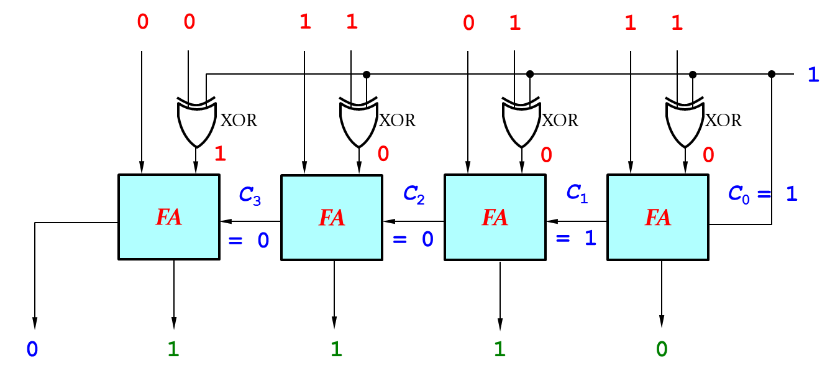 0 0 1 1 0 1 1 1
1
XOR XOR XOR XOR
1 0 0 0
FA C3 FA C2 FA C1 FA C0 = 1
= 0 = 0 = 1
0 1 1 1 0